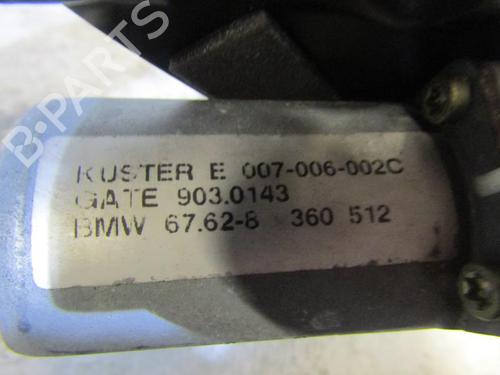 KUSTER E 007-006-002C
GATE 903.0143
BMW 67.62-8 360 512
B-PARTS